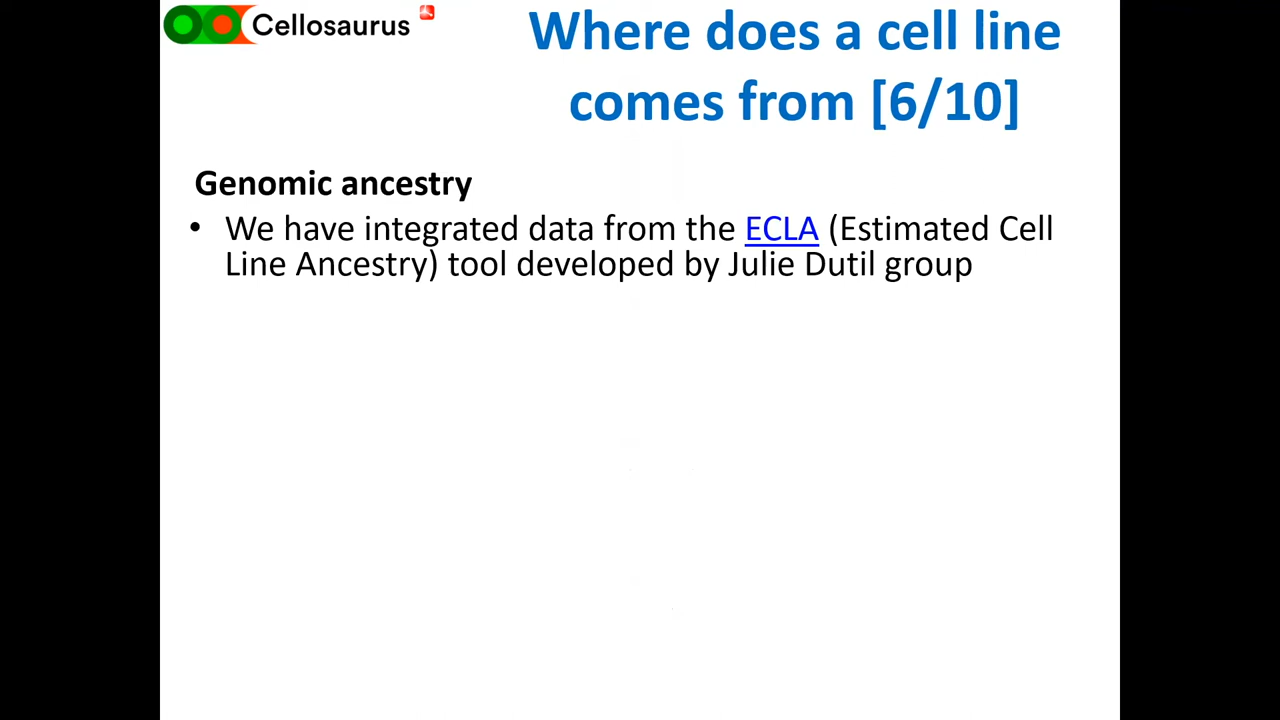 Cellosaurus
Where does a cell line
comes from [6/10]
Genomic ancestry
• We have integrated data from the ECLA (Estimated Cell
Line Ancestry) tool developed by Julie Dutil group